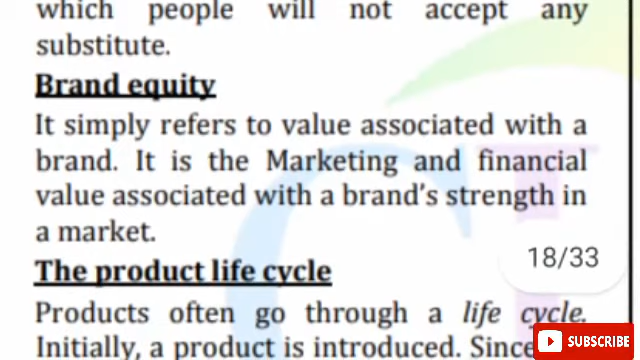 which people will not accept any
substitute.
Brand equity
It simply refers to value associated with a
brand. It is the Marketing and financial
value associated with a brand's strength in
a market.
The product life cycle
18/33
Products often go through a life cycle.
Initially, a product is introduced. Since
SUBSCRIBE